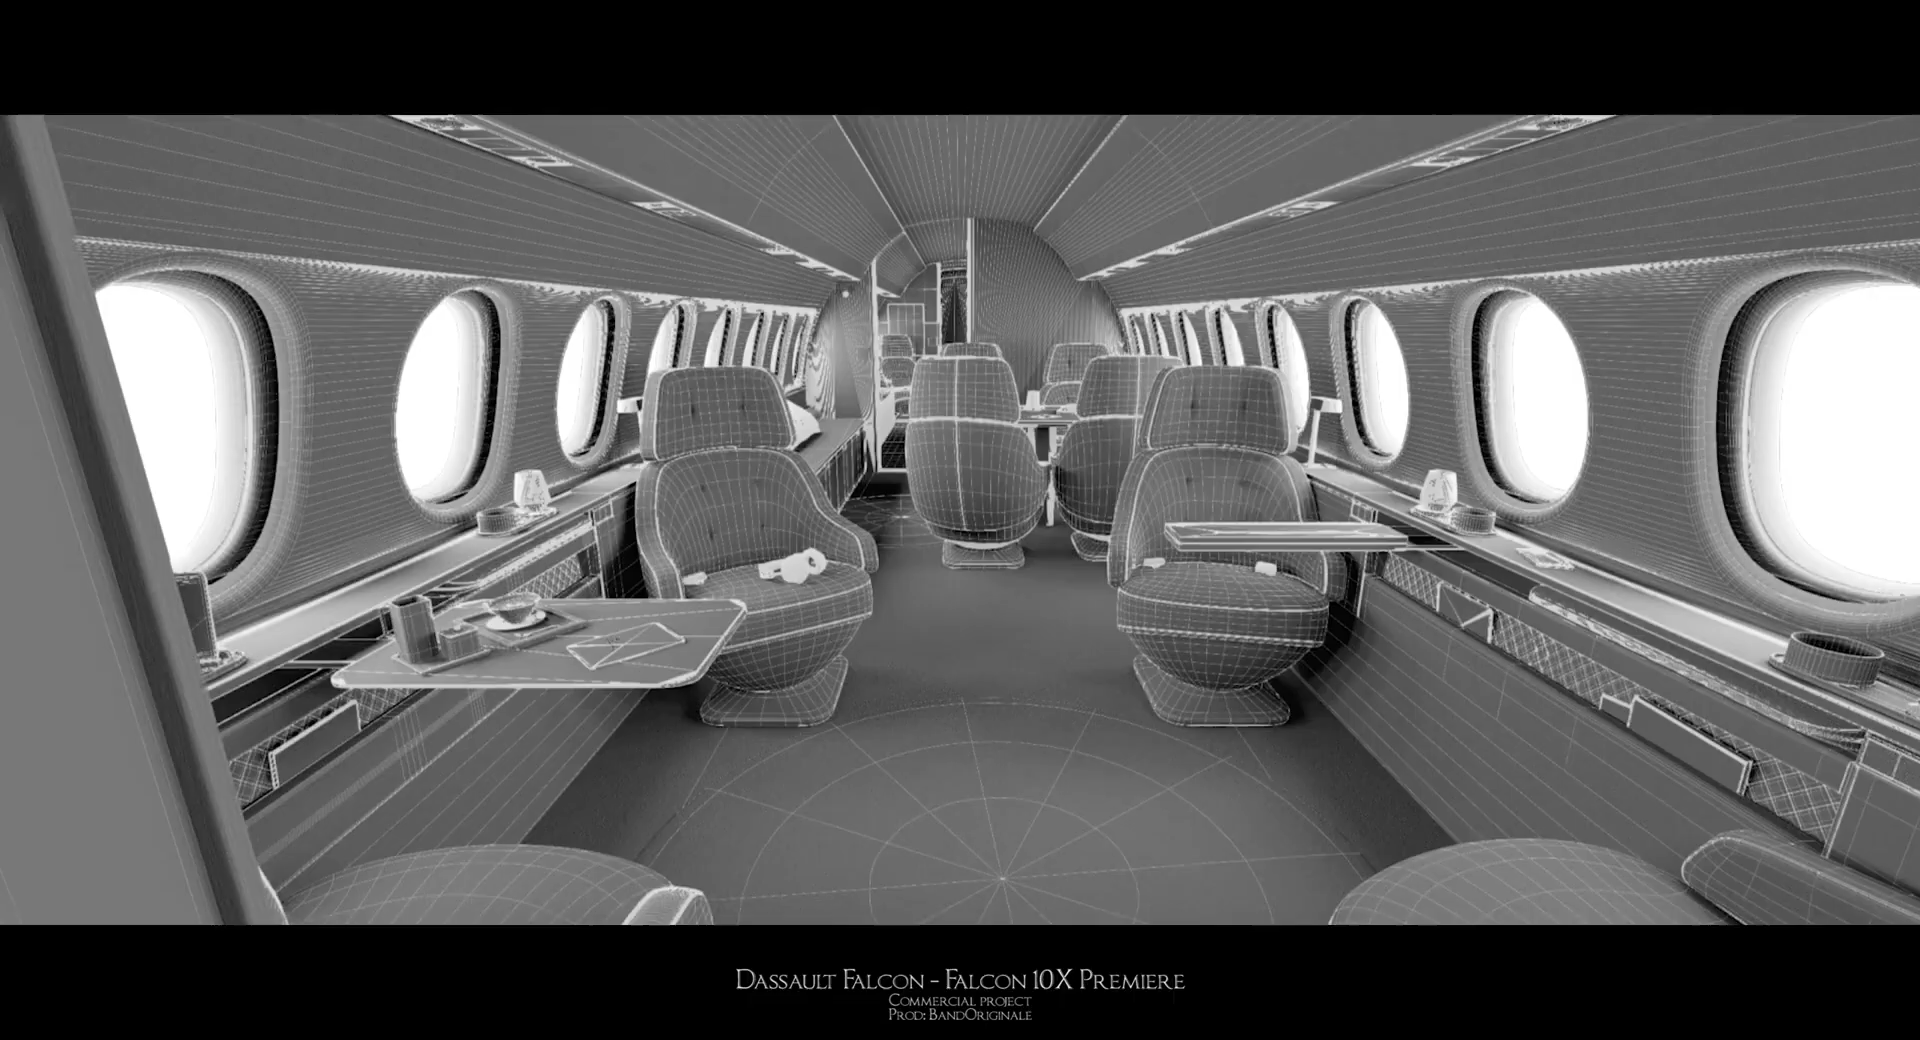 Dassault Falcon - Falcon 10X Premiere
Commercial project
Prod: BandOriginale